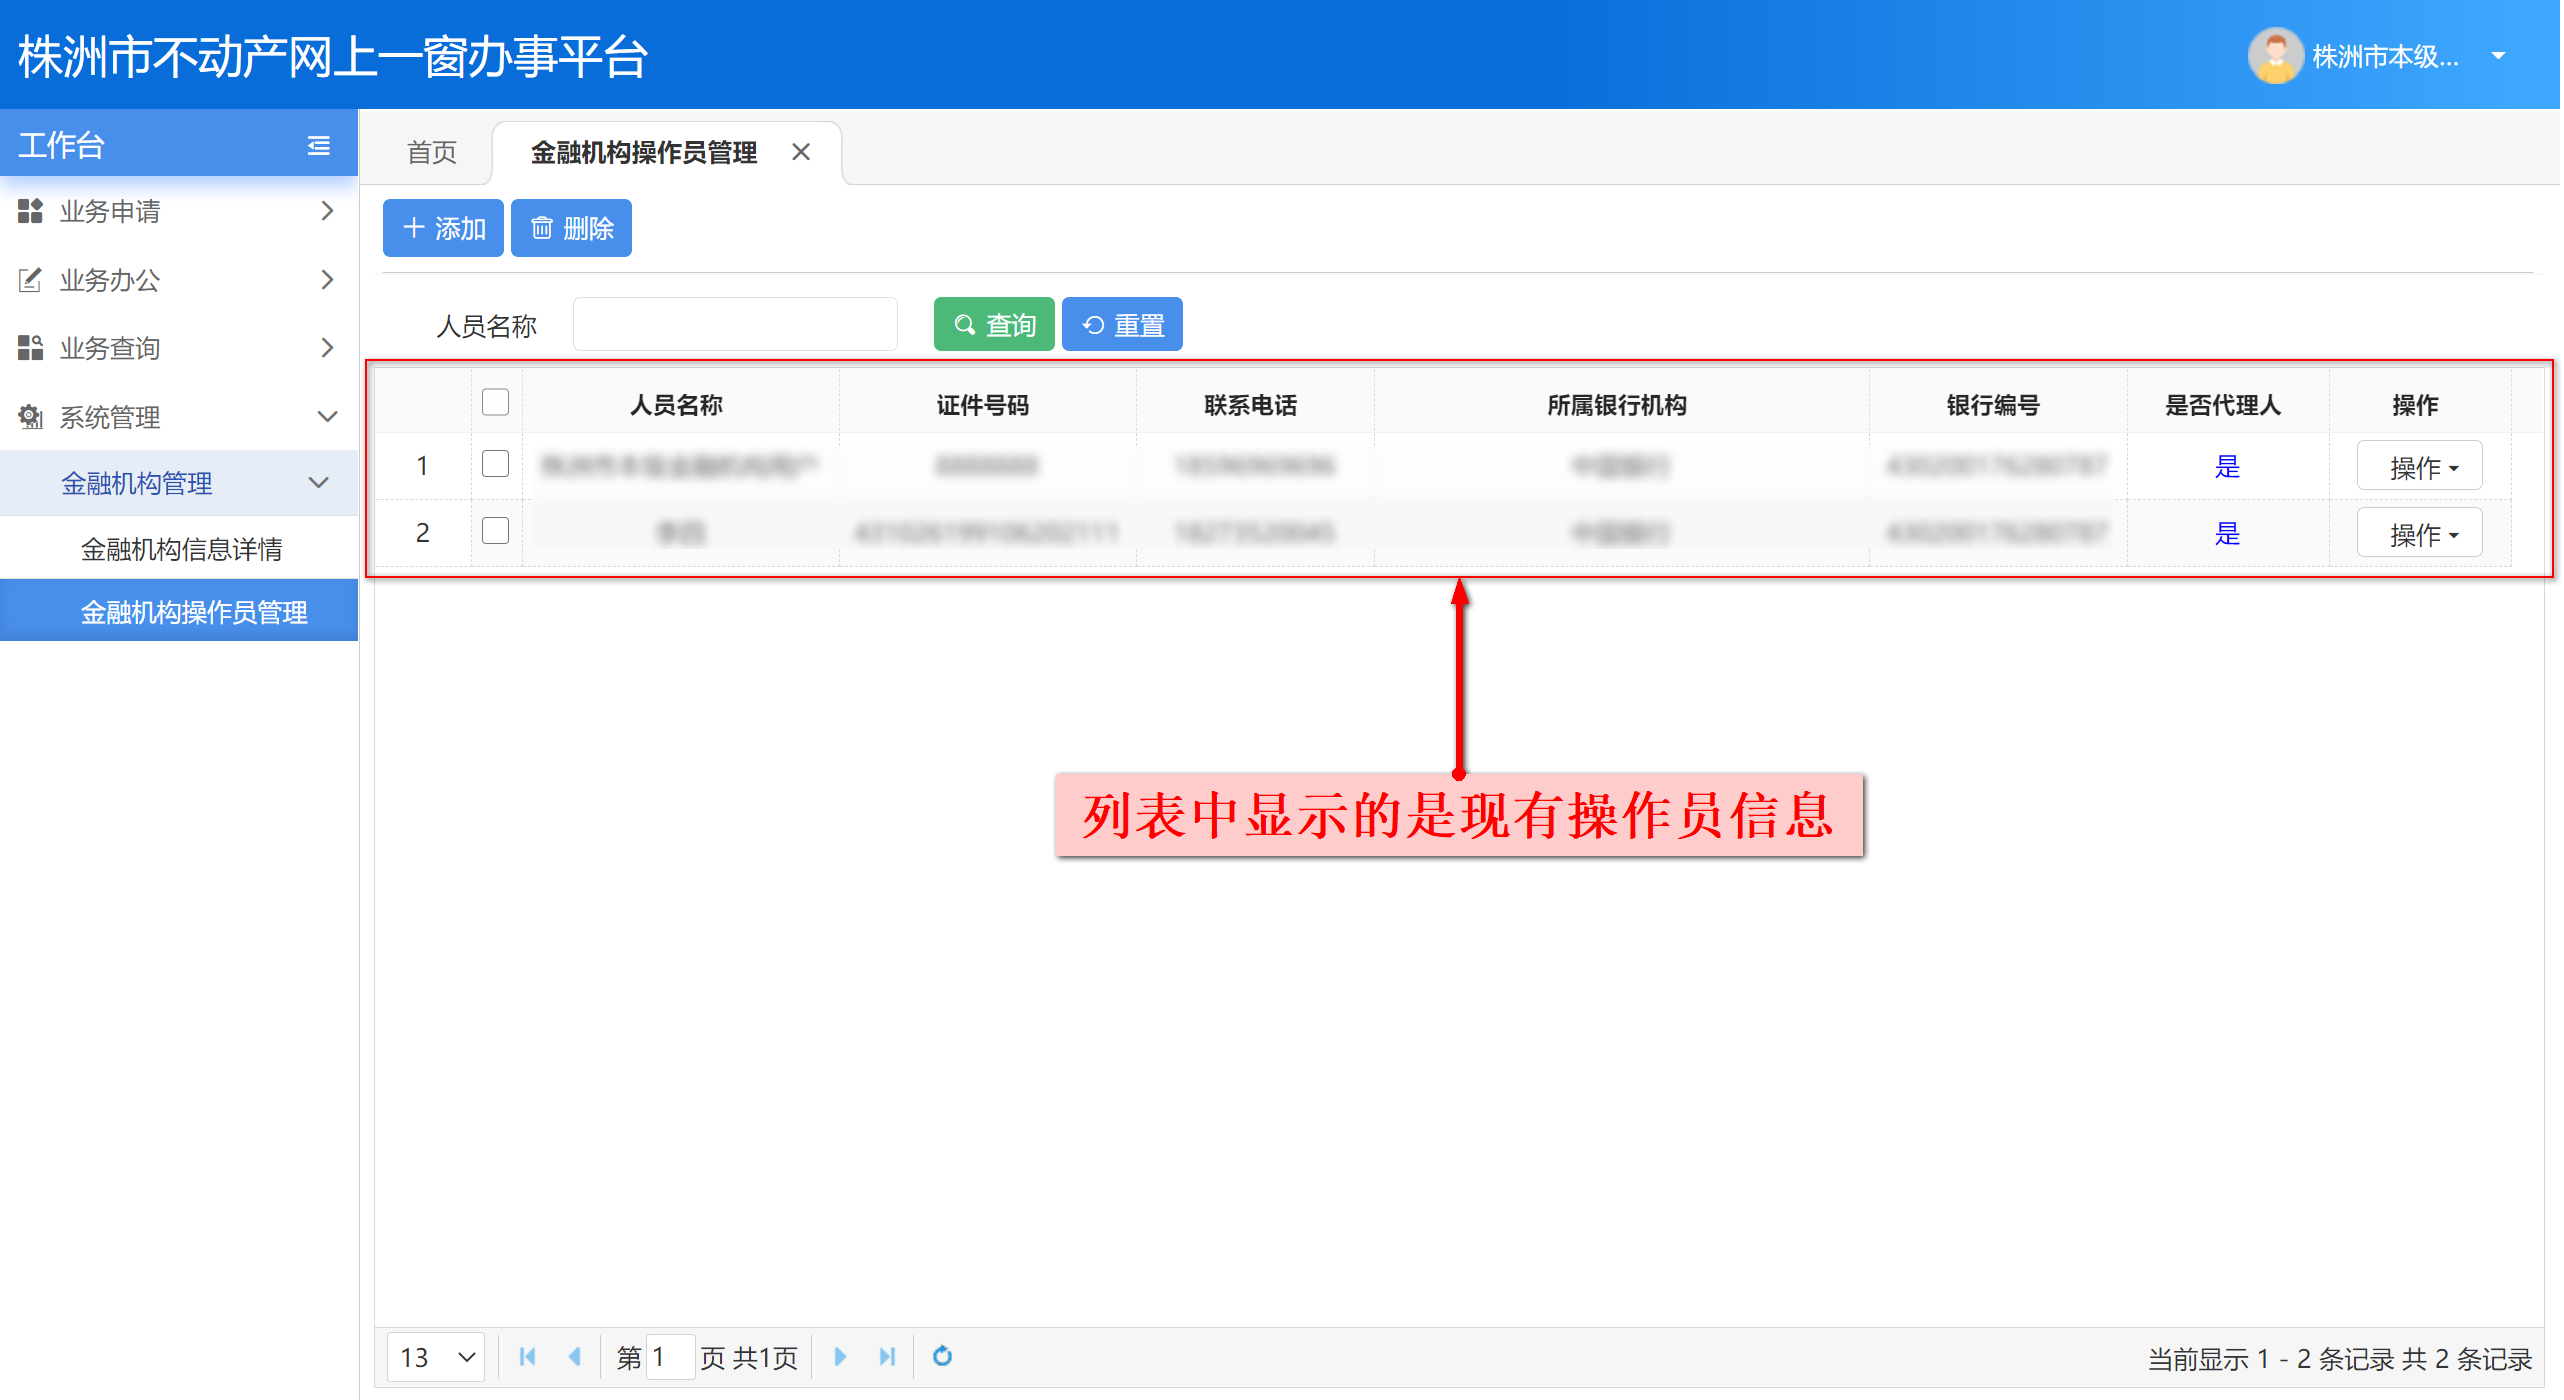 株洲市不动产网上一窗办事平台
株洲市本级...
工作台
首页
金融机构操作员管理
业务申请
业务办公
业务查询
系统管理
金融机构管理
金融机构信息详情
金融机构操作员管理
添加 删除
人员名称 查询 重置
人员名称 证件号码 联系电话 所属银行机构 银行编号 是否代理人 操作
1 是 操作
2 是 操作
列表中显示的是现有操作员信息
13 第 1 页 共1页 当前显示 1 - 2 条记录 共 2 条记录